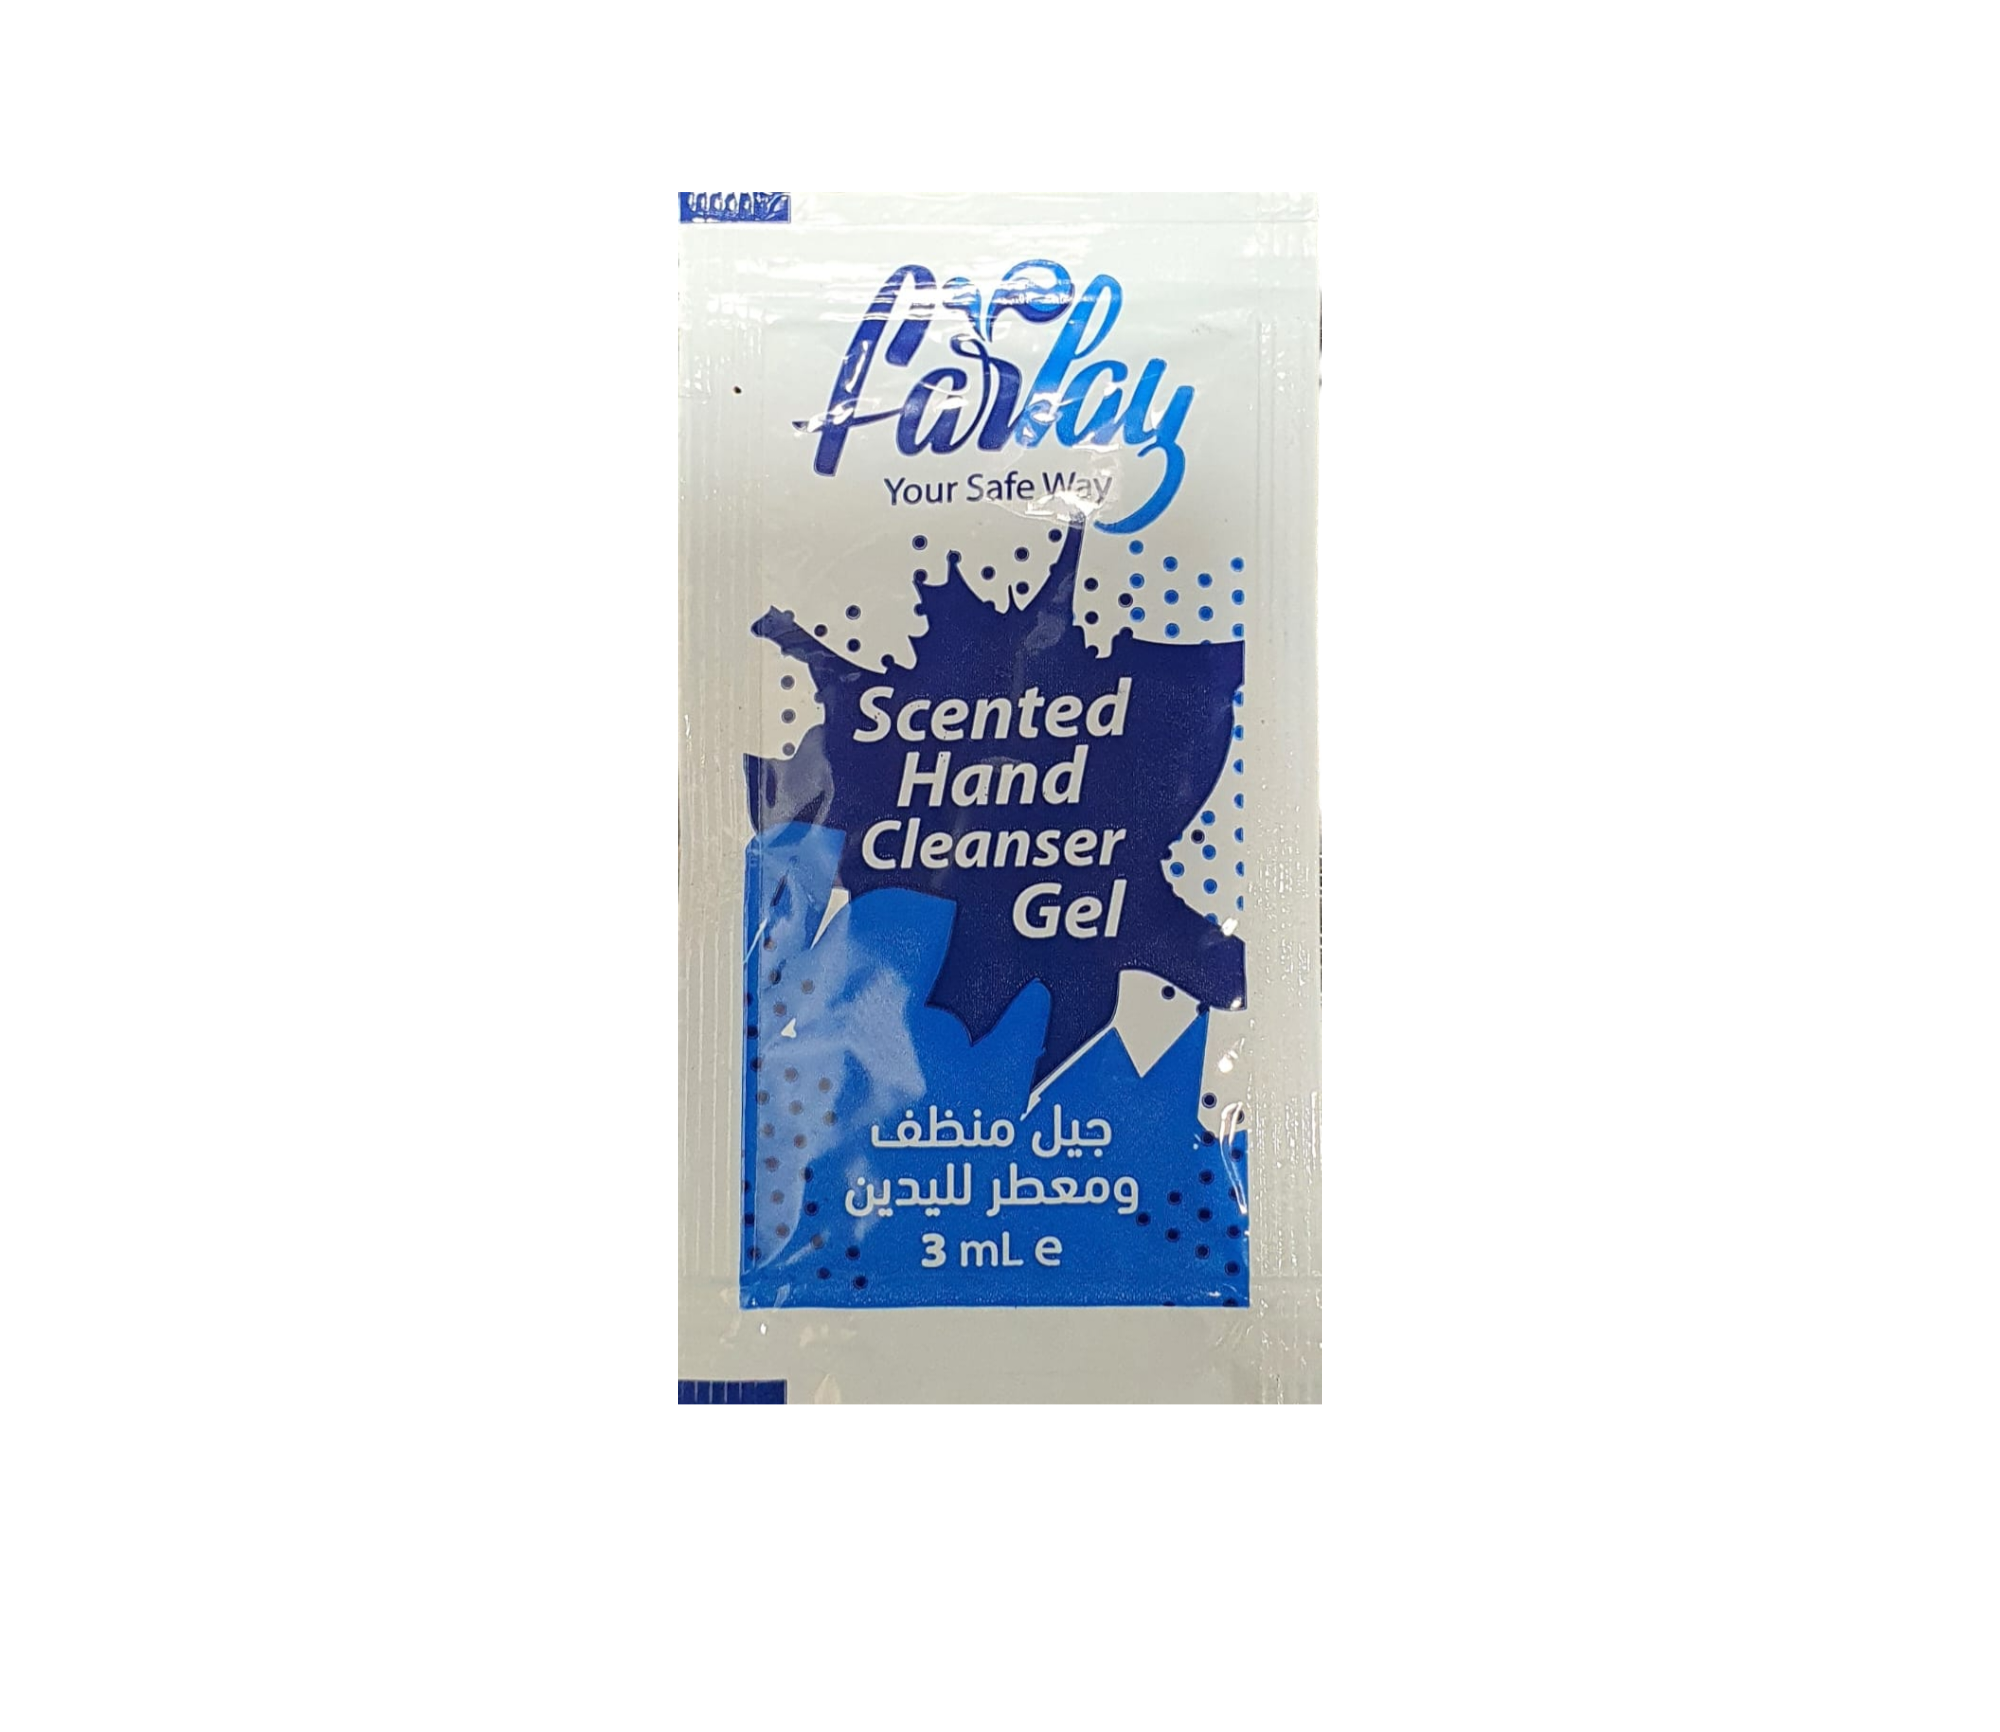 farlay
Your Safe Way
Scented
Hand
Cleanser
Gel
جيل منظف
ومعطر لليدين
3 mL e